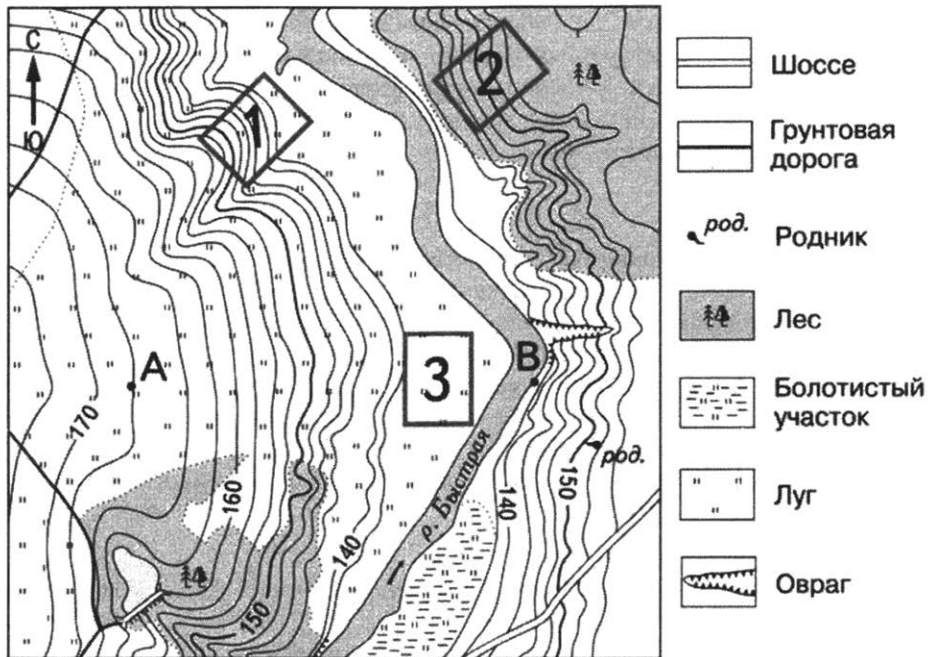 С
Ю
1
2
А
3
В
170
160
140
150
р. Быстрая
140
150
род.
Шоссе
Грунтовая
дорога
род.
Родник
Лес
Болотистый
участок
Луг
Овраг